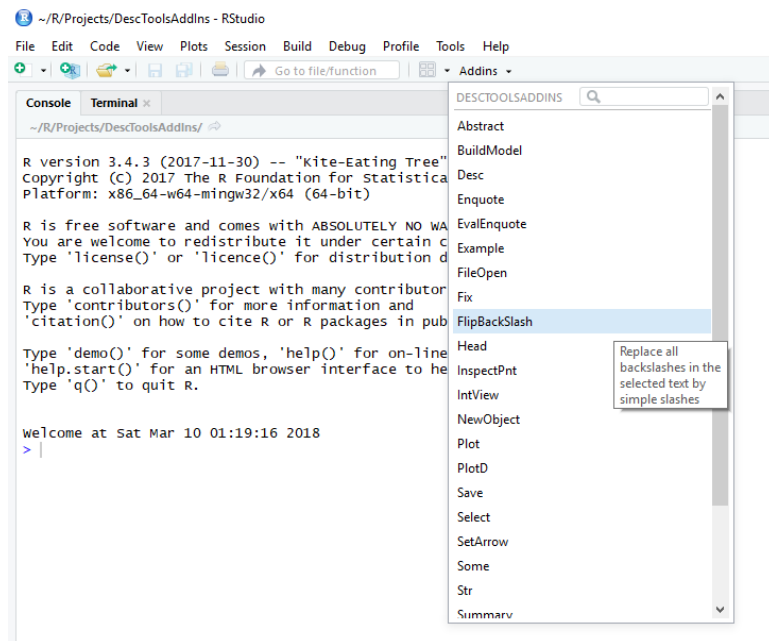 ~/R/Projects/DescToolsAddIns - RStudio
File Edit Code View Plots Session Build Debug Profile Tools Help
Go to file/function Addins
Console Terminal
~/R/Projects/DescToolsAddIns/
R version 3.4.3 (2017-11-30) -- "Kite-Eating Tree"
Copyright (C) 2017 The R Foundation for Statistica
Platform: x86_64-w64-mingw32/x64 (64-bit)
R is free software and comes with ABSOLUTELY NO WA
You are welcome to redistribute it under certain c
Type 'license()' or 'licence()' for distribution d
R is a collaborative project with many contributor
Type 'contributors()' for more information and
'citation()' on how to cite R or R packages in pub
Type 'demo()' for some demos, 'help()' for on-line
'help.start()' for an HTML browser interface to he
Type 'q()' to quit R.
Welcome at Sat Mar 10 01:19:16 2018
>
DESCTOOLSADDINS
Abstract
BuildModel
Desc
Enquote
EvalEnquote
Example
FileOpen
Fix
FlipBackSlash
Head
InspectPnt
IntView
NewObject
Plot
PlotD
Save
Select
SetArrow
Some
Str
Summary
Replace all
backslashes in the
selected text by
simple slashes